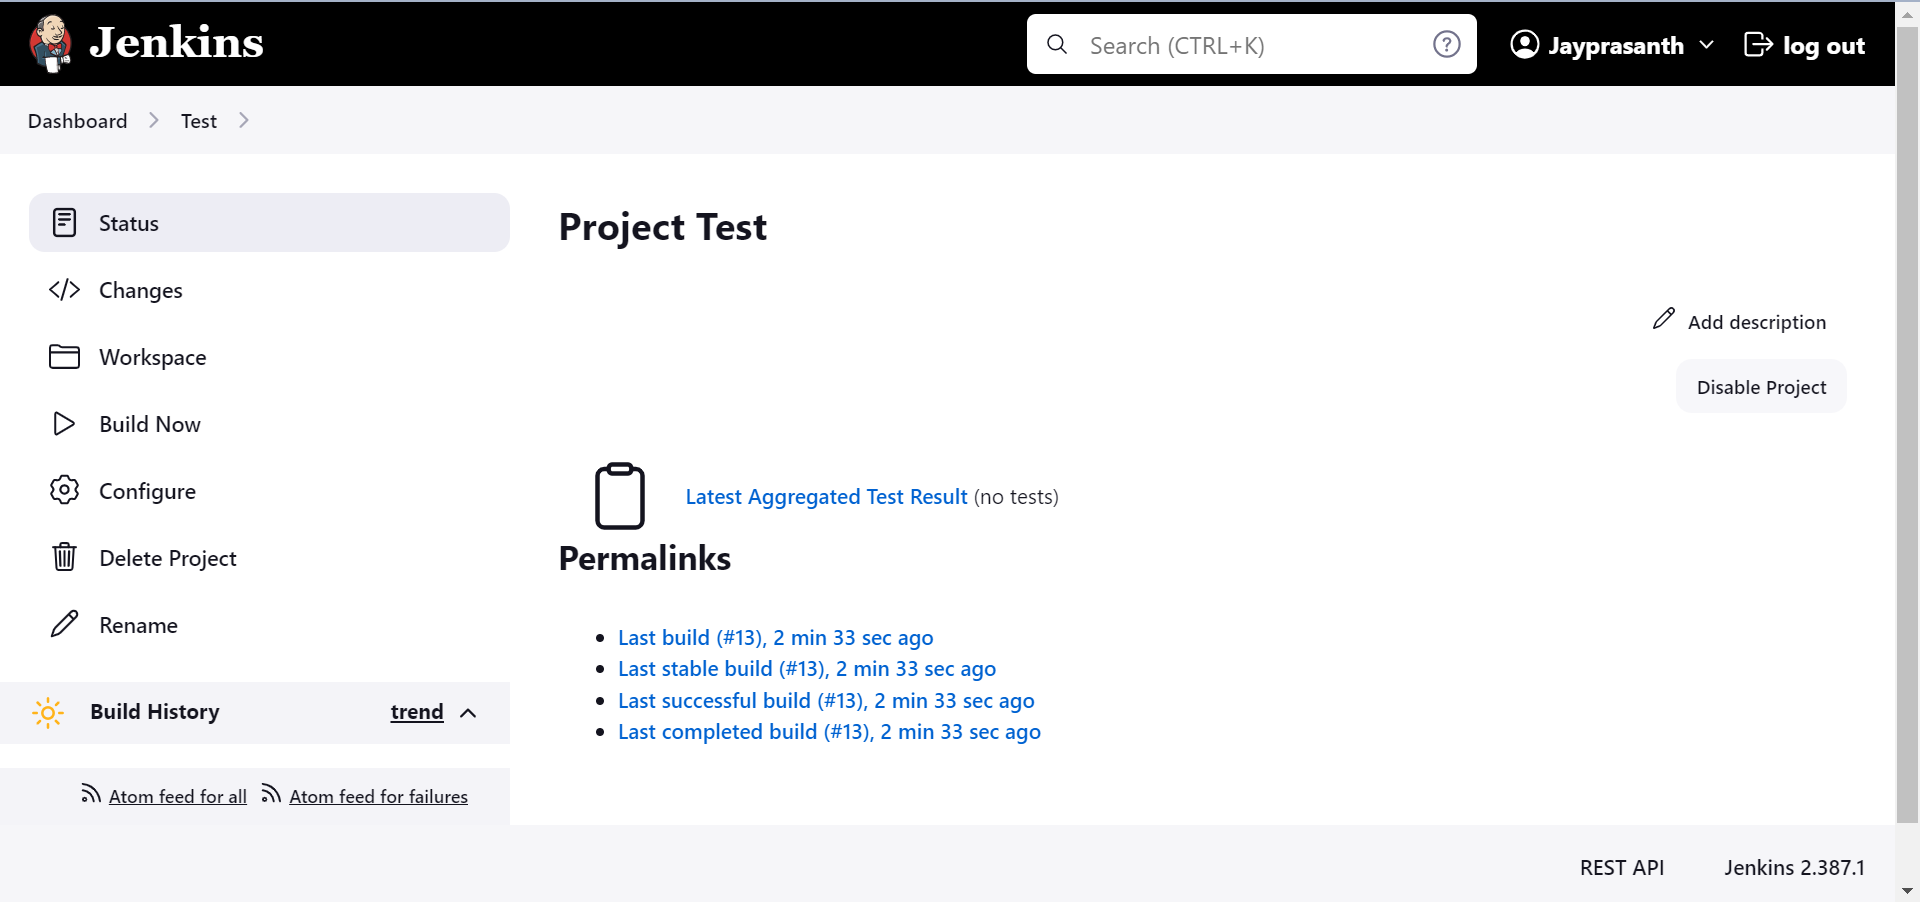 Jenkins
Search (CTRL+K)
Jayprasanth
log out
Dashboard
Test
Status
Changes
Workspace
Build Now
Configure
Delete Project
Rename
Build History
trend
Atom feed for all
Atom feed for failures
Project Test
Add description
Disable Project
Latest Aggregated Test Result (no tests)
Permalinks
Last build (#13), 2 min 33 sec ago
Last stable build (#13), 2 min 33 sec ago
Last successful build (#13), 2 min 33 sec ago
Last completed build (#13), 2 min 33 sec ago
REST API
Jenkins 2.387.1